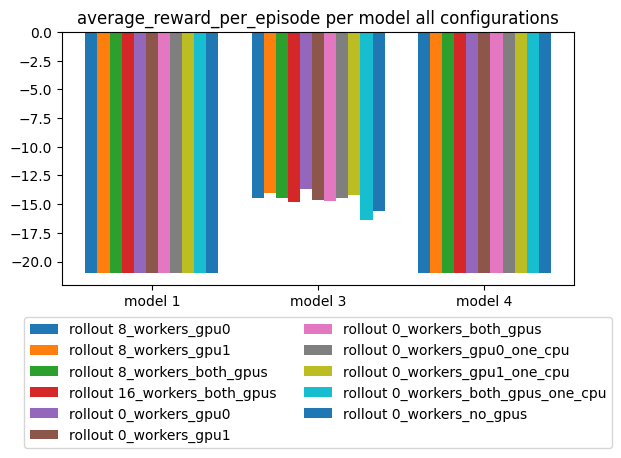 average_reward_per_episode per model all configurations
0.0
−2.5
−5.0
−7.5
−10.0
−12.5
−15.0
−17.5
−20.0
model 1 model 3 model 4
rollout 8_workers_gpu0
rollout 8_workers_gpu1
rollout 8_workers_both_gpus
rollout 16_workers_both_gpus
rollout 0_workers_gpu0
rollout 0_workers_gpu1
rollout 0_workers_both_gpus
rollout 0_workers_gpu0_one_cpu
rollout 0_workers_gpu1_one_cpu
rollout 0_workers_both_gpus_one_cpu
rollout 0_workers_no_gpus